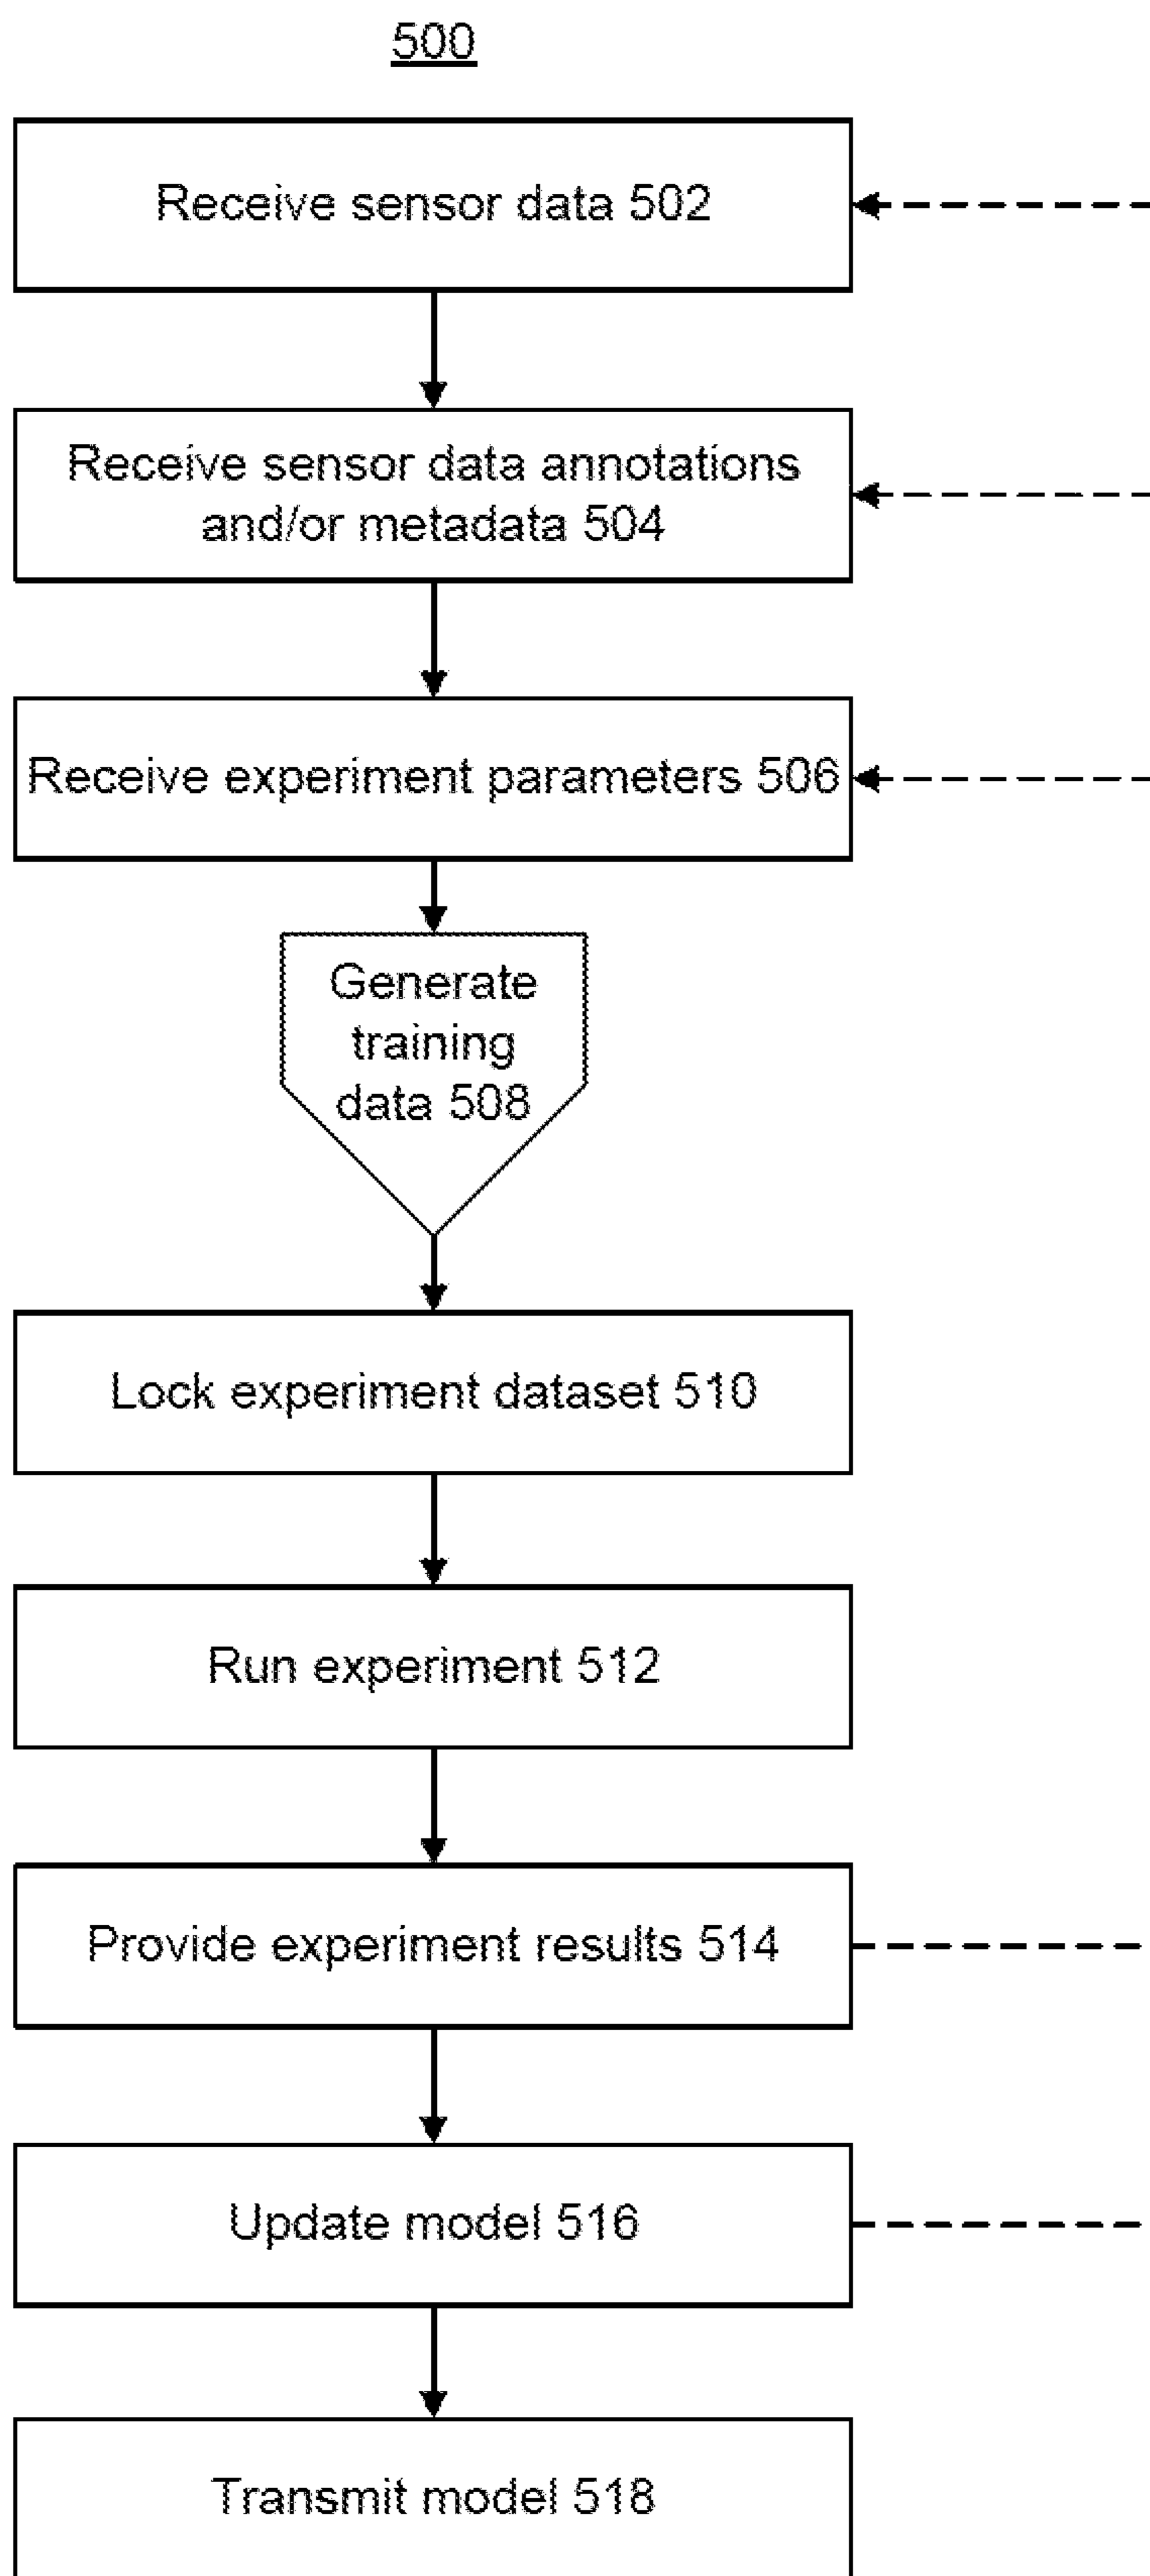 500
Receive sensor data 502
Receive sensor data annotations
and/or metadata 504
Receive experiment parameters 506
Generate
training
data 508
Lock experiment dataset 510
Run experiment 512
Provide experiment results 514
Update model 516
Transmit model 518